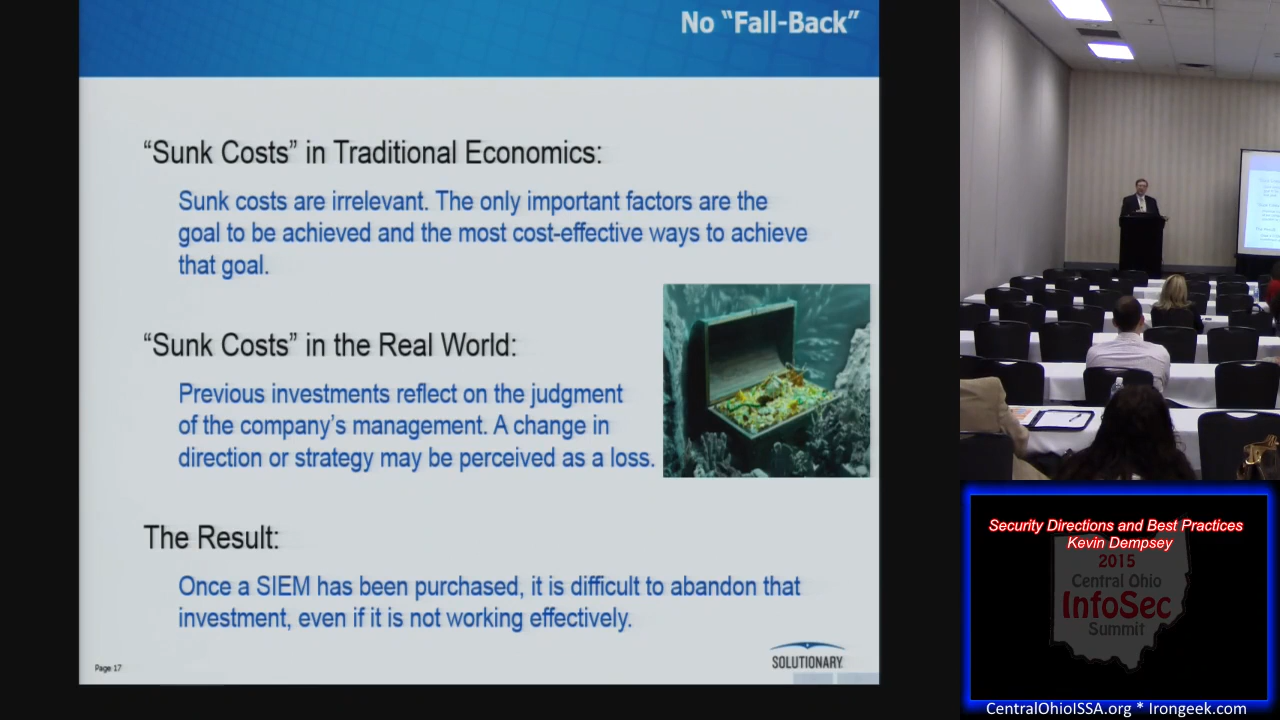 No “Fall-Back”
“Sunk Costs” in Traditional Economics:
Sunk costs are irrelevant. The only important factors are the
goal to be achieved and the most cost-effective ways to achieve
that goal.
“Sunk Costs” in the Real World:
Previous investments reflect on the judgment
of the company’s management. A change in
direction or strategy may be perceived as a loss.
The Result:
Once a SIEM has been purchased, it is difficult to abandon that
investment, even if it is not working effectively.
Page 17
SOLUTIONARY
Security Directions and Best Practices
Kevin Dempsey
2015
Central Ohio
InfoSec
Summit
CentralOhioISSA.org * Irongeek.com